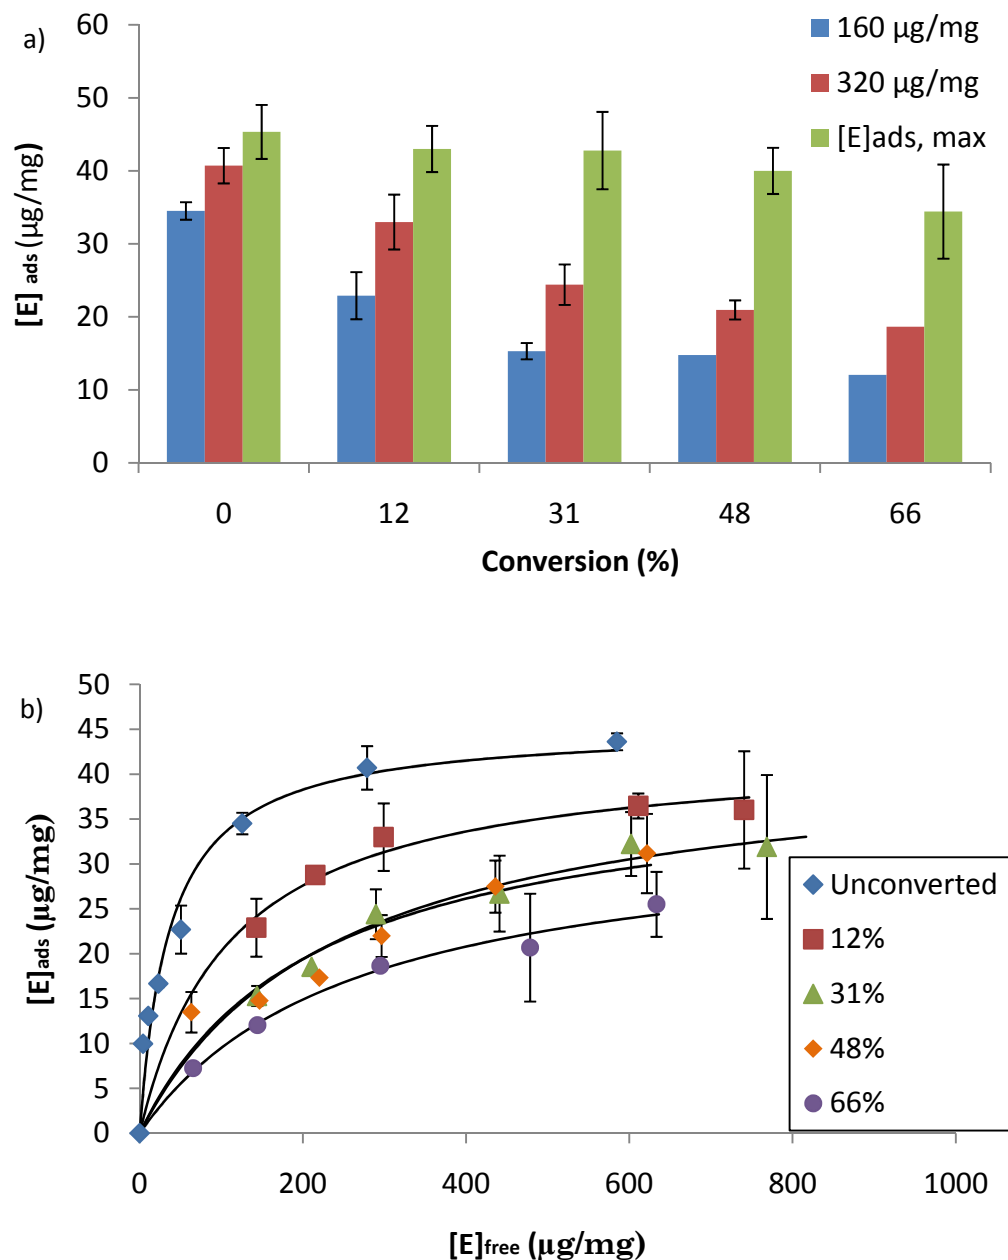 a)
60
50
40
30
20
10
0
[E] ads (µg/mg)
160 µg/mg
320 µg/mg
[E]ads, max
0 12 31 48 66
Conversion (%)
b)
50
45
40
35
30
25
20
15
10
5
0
[E]ads (µg/mg)
Unconverted
12%
31%
48%
66%
0 200 400 600 800 1000
[E]free (µg/mg)